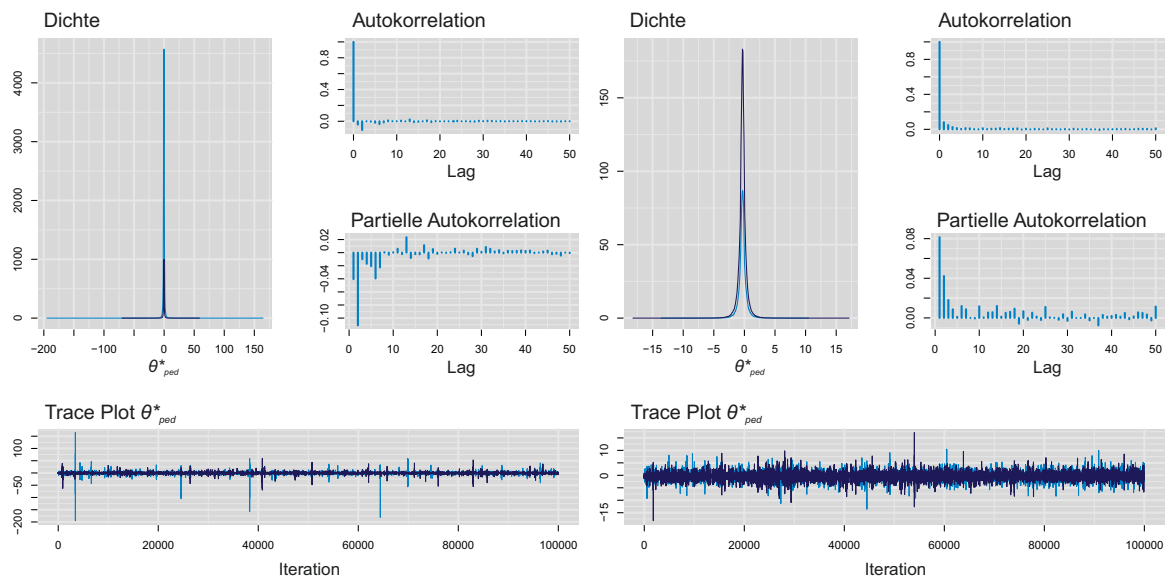 Dichte
Autokorrelation
Dichte
Autokorrelation
0 1000 2000 3000 4000
−200 −100 0 50 100 150
θ*ped
0.0 0.4 0.8
0 10 20 30 40 50
Lag
Partielle Autokorrelation
−0.10 −0.04 0.02
0 10 20 30 40 50
Lag
0 50 100 150
−15 −10 −5 0 5 10 15
θ*ped
0.0 0.4 0.8
0 10 20 30 40 50
Lag
Partielle Autokorrelation
0.00 0.04 0.08
0 10 20 30 40 50
Lag
Trace Plot θ*ped
−200 −50 100
0 20000 40000 60000 80000 100000
Iteration
Trace Plot θ*ped
−15 0 10
0 20000 40000 60000 80000 100000
Iteration